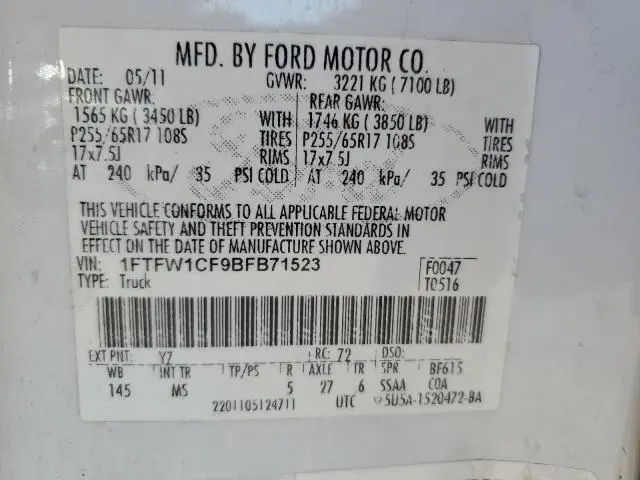 MFD. BY FORD MOTOR CO.
DATE: 05/11 GVWR: 3221 KG ( 7100 LB)
FRONT GAWR: REAR GAWR:
1565 KG ( 3450 LB) WITH 1746 KG ( 3850 LB) WITH
P255/65R17 108S TIRES P255/65R17 108S TIRES
17x7.5J RIMS 17x7.5J RIMS
AT 240 kPa/ 35 PSI COLD AT 240 kPa/ 35 PSI COLD
THIS VEHICLE CONFORMS TO ALL APPLICABLE FEDERAL MOTOR
VEHICLE SAFETY AND THEFT PREVENTION STANDARDS IN
EFFECT ON THE DATE OF MANUFACTURE SHOWN ABOVE.
VIN: 1FTFW1CF9BFB71523 F0047
TYPE: Truck T0516
EXT PNT: YZ RC: 72 DSO:
WB INT TR TP/PS R AXLE TR SPR BF615
145 MS 5 27 6 SSAA COA
2201105124711 UTC 5U5A-1520472-BA